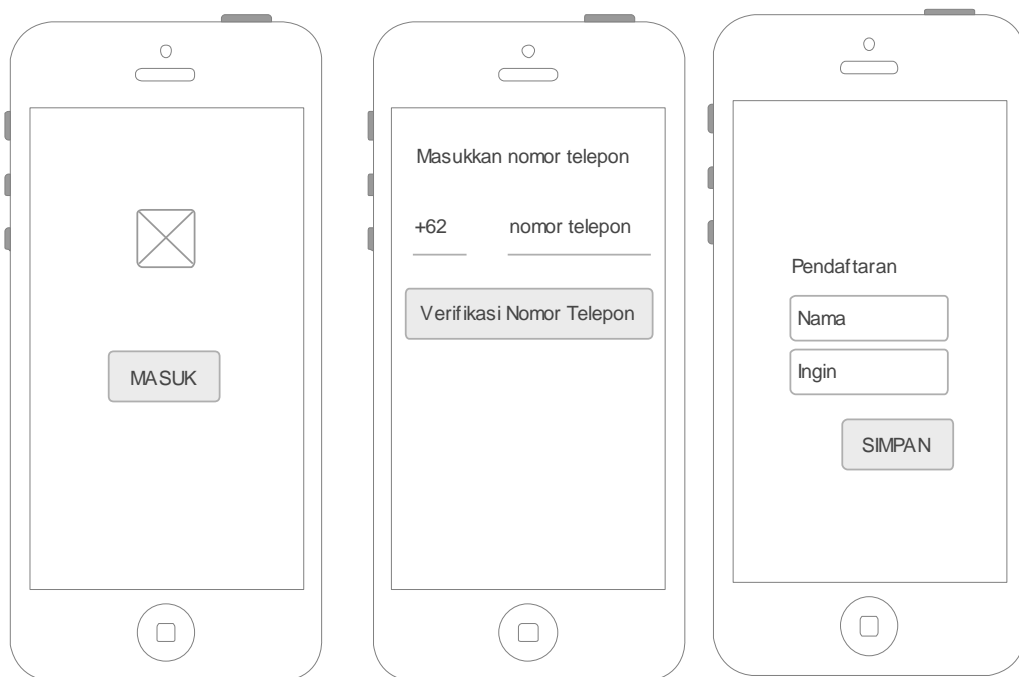 MASUK
Masukkan nomor telepon
+62 nomor telepon
Verifikasi Nomor Telepon
Pendaftaran
Nama
Ingin
SIMPAN